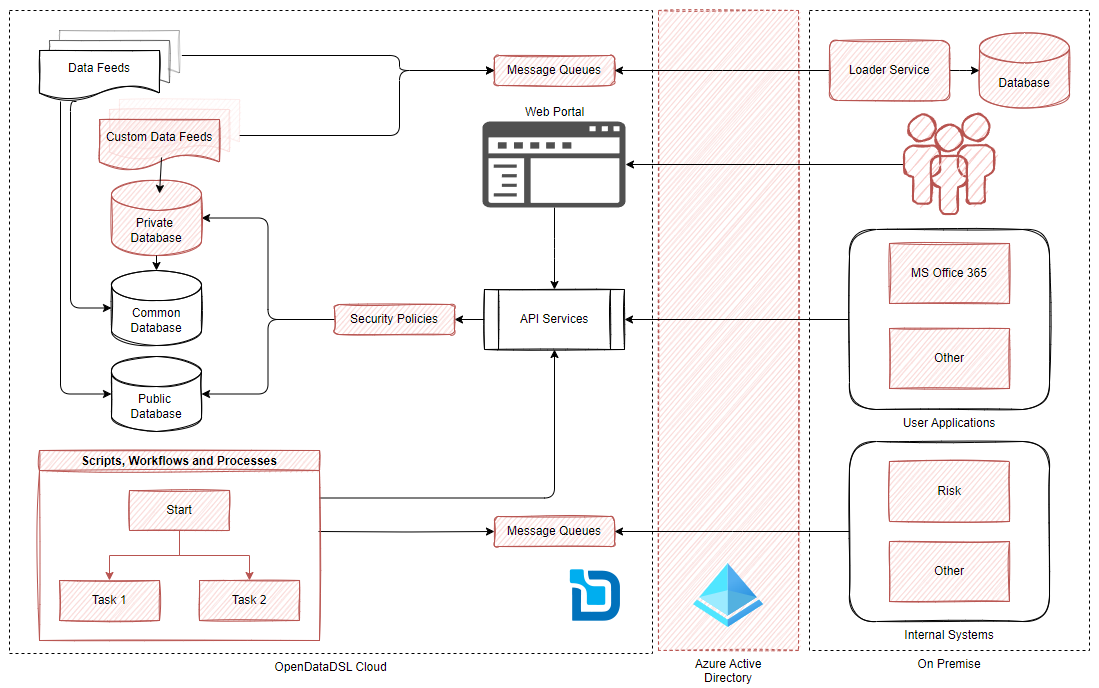 Data Feeds
Message Queues
Loader Service
Database
Web Portal
Custom Data Feeds
Private
Database
MS Office 365
Common
Database
Security Policies
API Services
Other
Public
Database
User Applications
Scripts, Workflows and Processes
Start
Risk
Message Queues
Other
Task 1
Task 2
Internal Systems
OpenDataDSL Cloud
Azure Active
Directory
On Premise